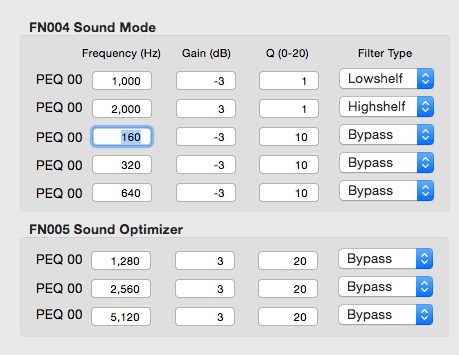 FN004 Sound Mode
Frequency (Hz) Gain (dB) Q (0-20) Filter Type
PEQ 00 1,000 -3 1 Lowshelf
PEQ 00 2,000 3 1 Highshelf
PEQ 00 160 -3 10 Bypass
PEQ 00 320 -3 10 Bypass
PEQ 00 640 -3 10 Bypass
FN005 Sound Optimizer
PEQ 00 1,280 3 20 Bypass
PEQ 00 2,560 3 20 Bypass
PEQ 00 5,120 3 20 Bypass